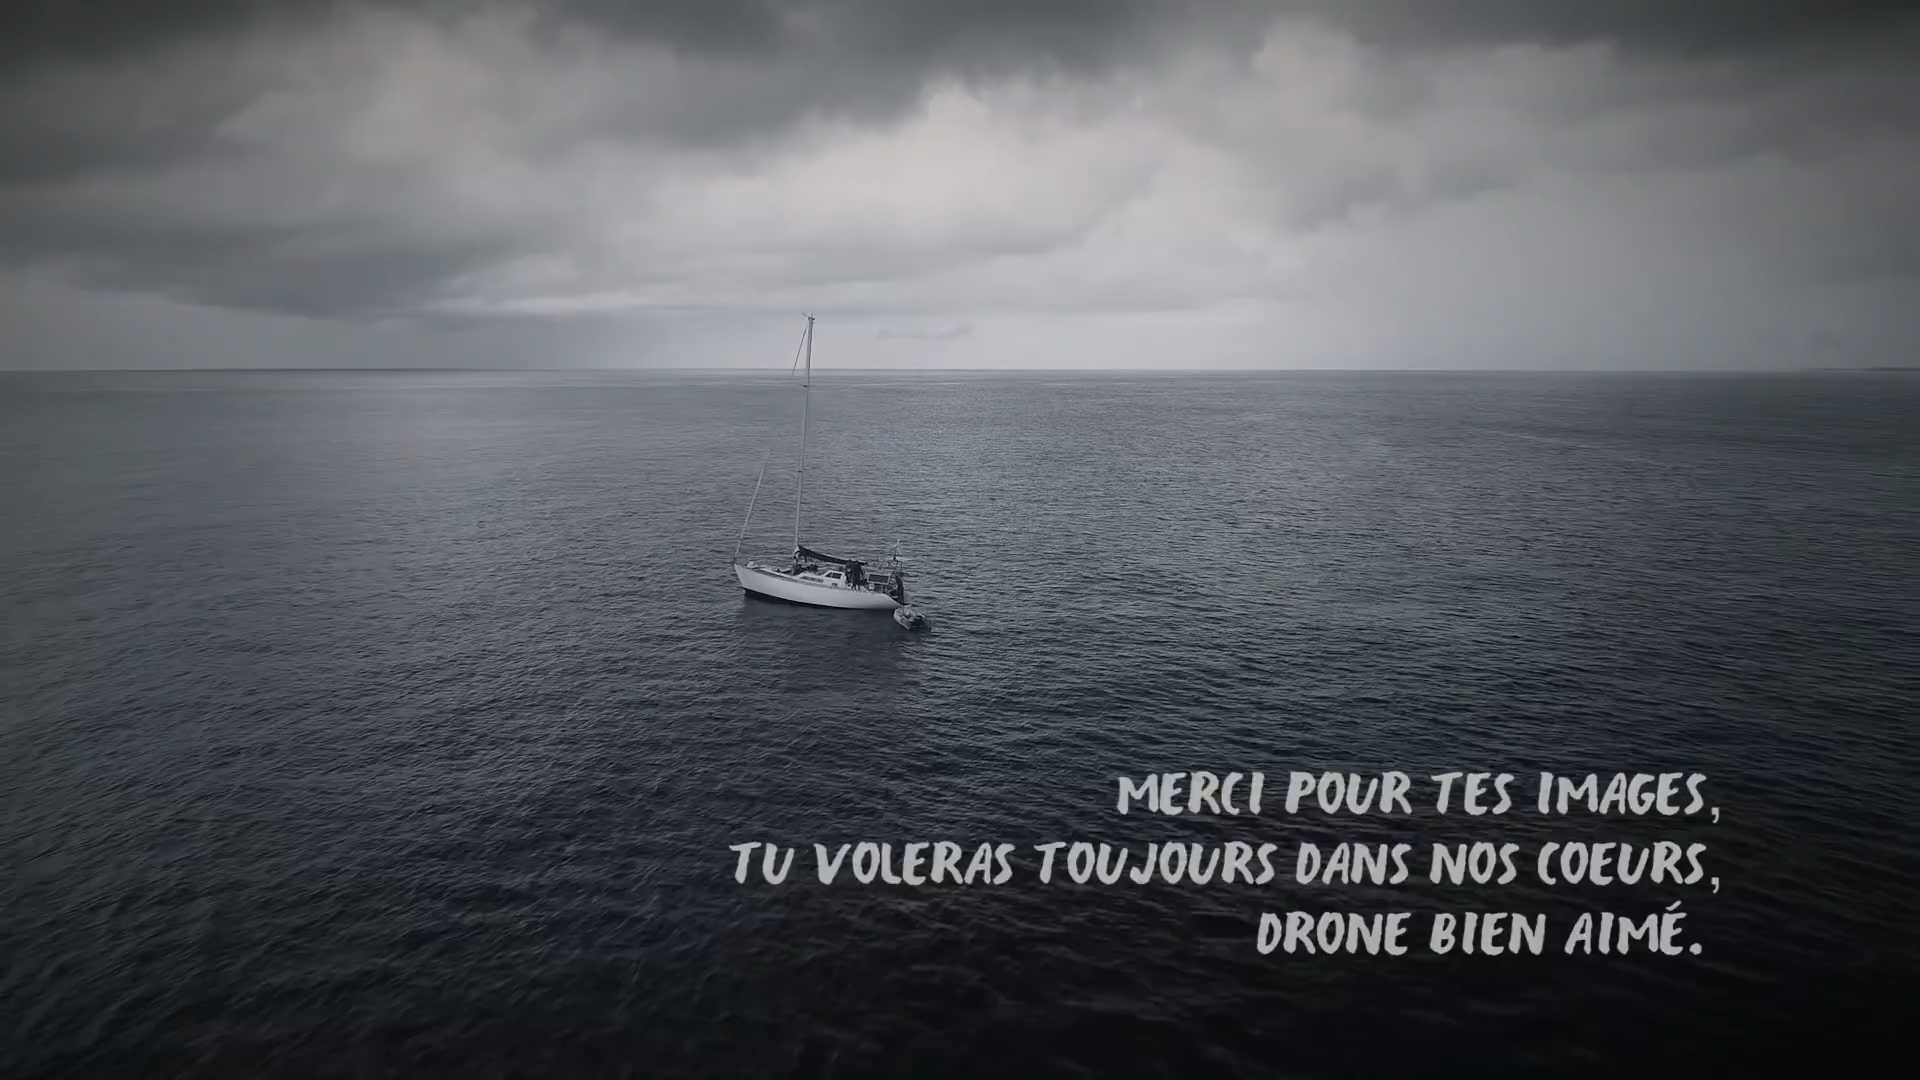 MERCI POUR TES IMAGES,
TU VOLERAS TOUJOURS DANS NOS COEURS,
DRONE BIEN AIMÉ.